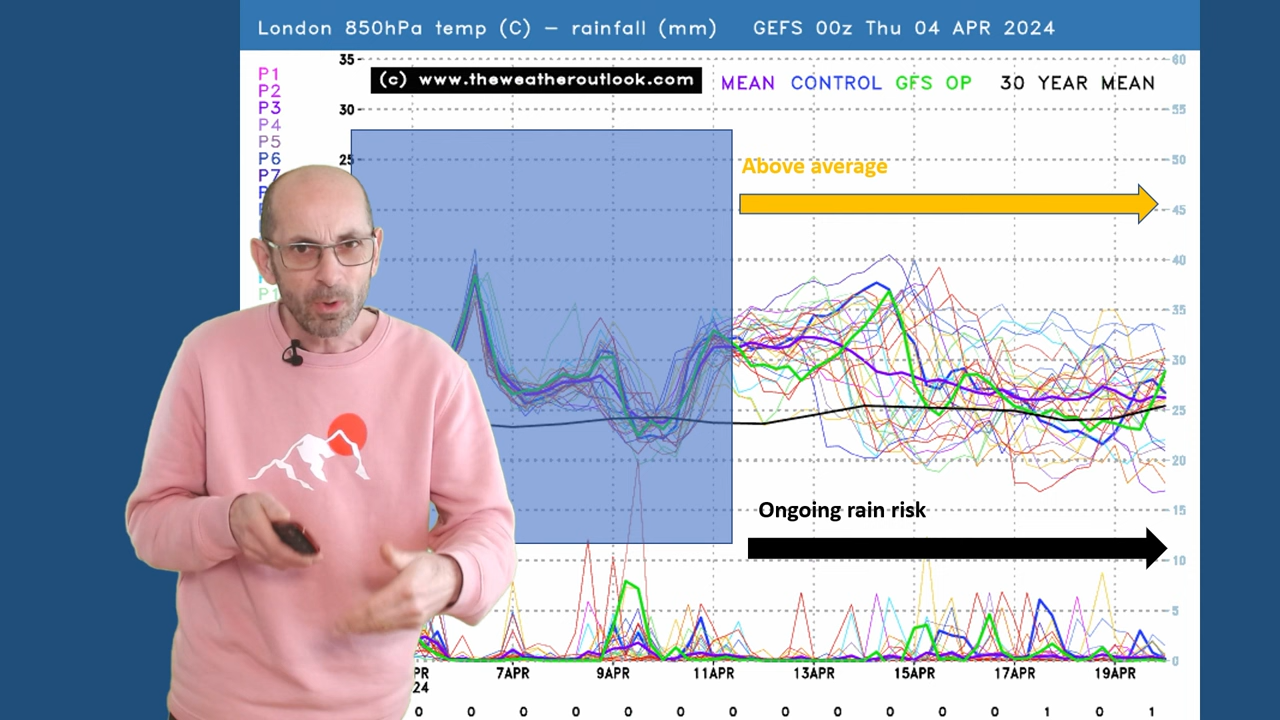 London 850hPa temp (C) – rainfall (mm) GEFS 00z Thu 04 APR 2024
(c) www.theweatheroutlook.com MEAN CONTROL GFS OP 30 YEAR MEAN
P1
P2
P3
P4
P5
P6
P7
35
30
25
60
55
50
45
40
35
30
25
20
15
10
5
0
Above average
Ongoing rain risk
7APR 9APR 11APR 13APR 15APR 17APR 19APR
24
0 0 0 0 0 0 0 0 0 0 0 0 1 0 1